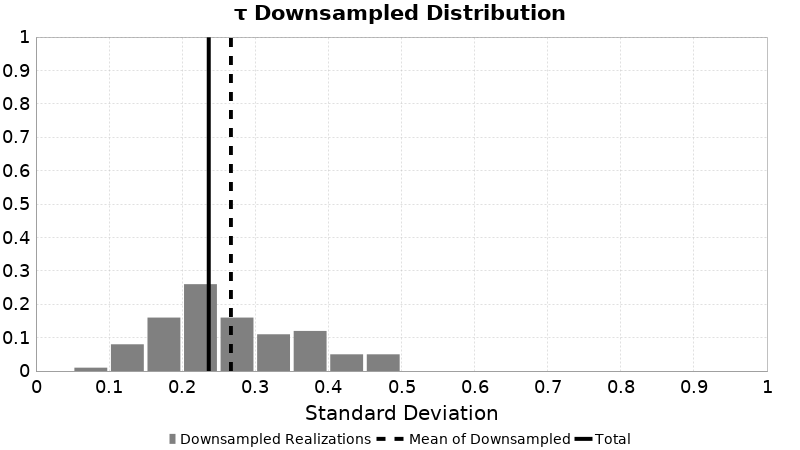 τ Downsampled Distribution
1
0.9
0.8
0.7
0.6
0.5
0.4
0.3
0.2
0.1
0
0 0.1 0.2 0.3 0.4 0.5 0.6 0.7 0.8 0.9 1
Standard Deviation
Downsampled Realizations Mean of Downsampled Total